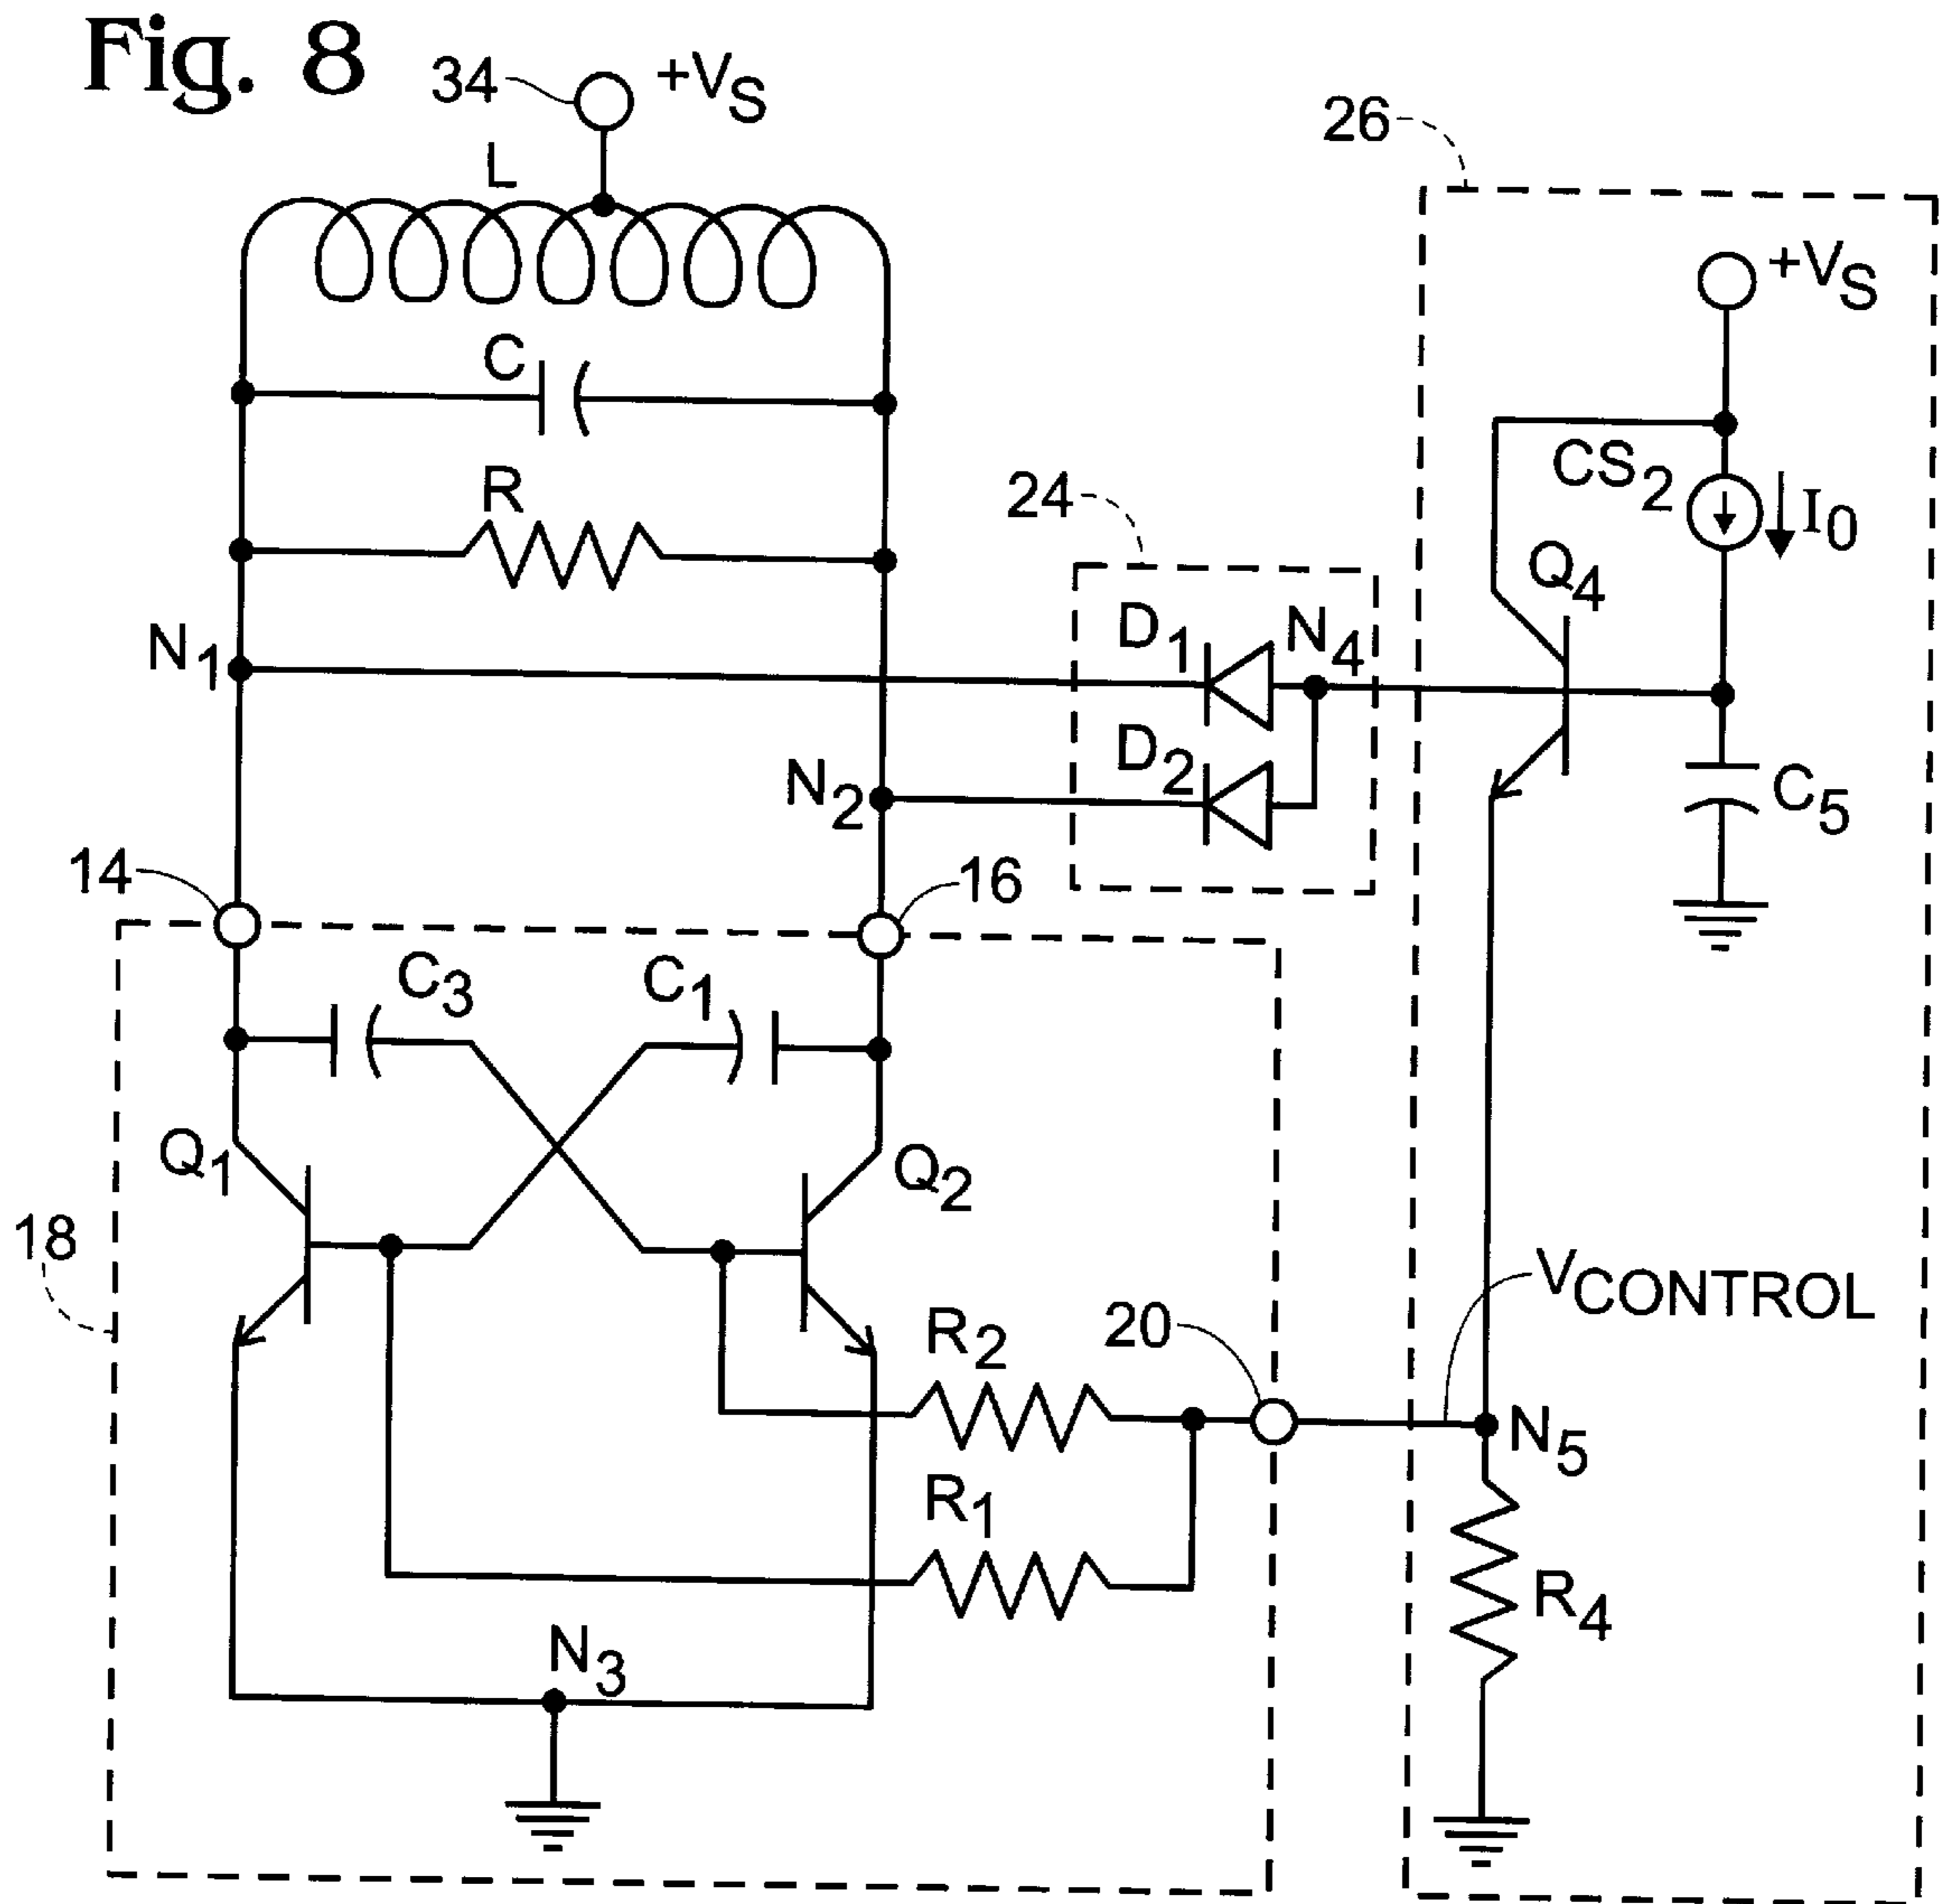 Fig. 8
34
+VS
L
26
+VS
C
CS2
I0
R
24
Q4
D1
N4
N1
D2
N2
C5
14
16
C3
C1
Q1
Q2
18
VCONTROL
R2
20
N5
R1
R4
N3